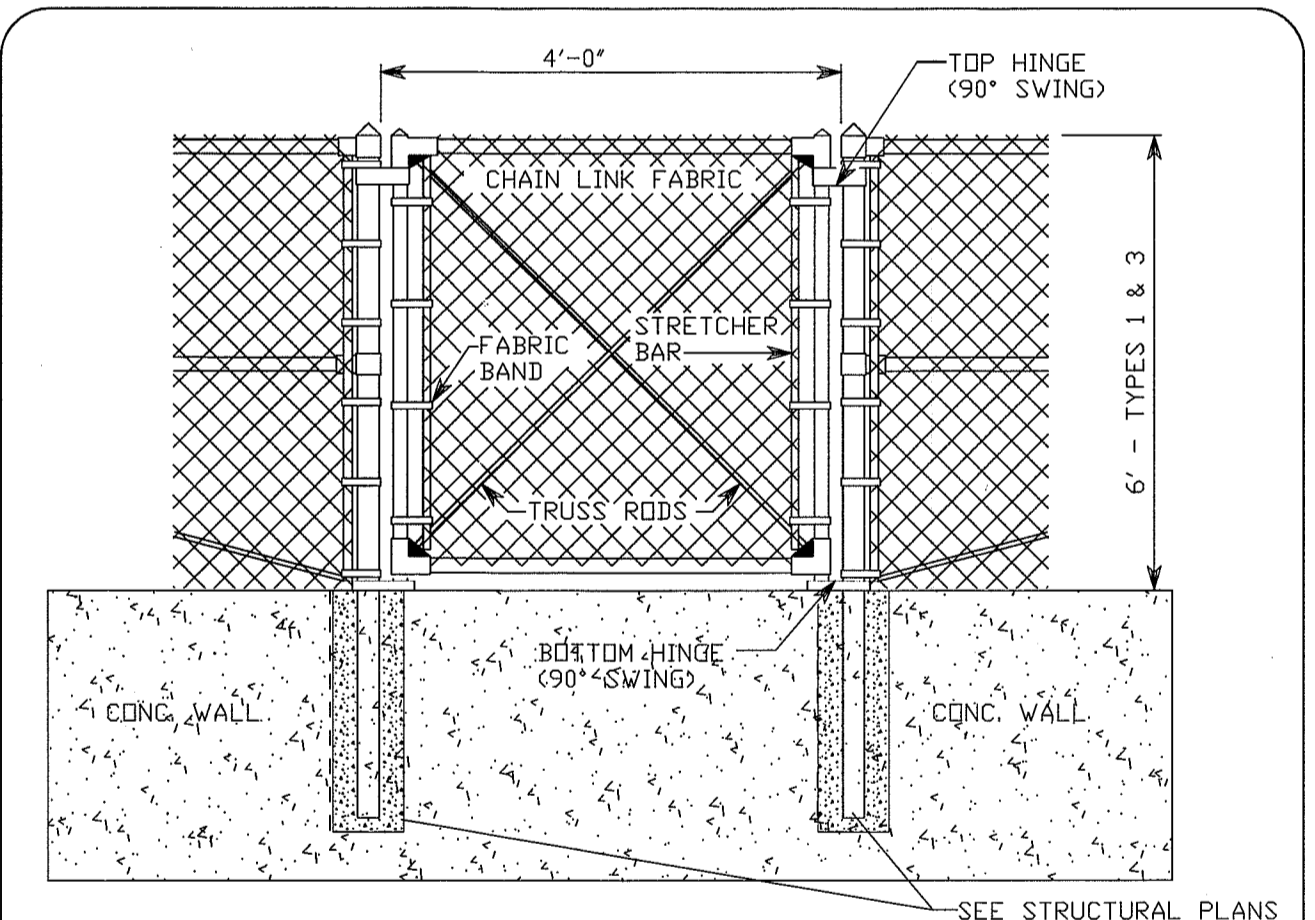 4'-0"
TOP HINGE
(90° SWING)
CHAIN LINK FABRIC
6' - TYPES 1 & 3
STRETCHER
BAR
FABRIC
BAND
TRUSS RODS
BOTTOM HINGE
(90° SWING)
CONC. WALL
CONC. WALL
SEE STRUCTURAL PLANS